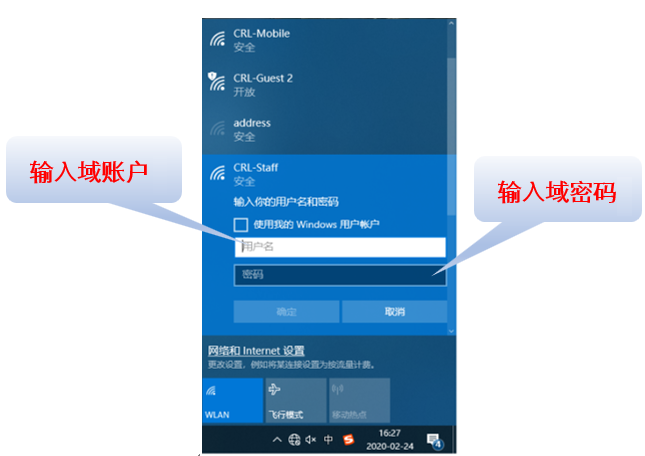 CRL-Mobile
安全
CRL-Guest 2
开放
address
安全
输入域账户
CRL-Staff
安全
输入域密码
输入你的用户名和密码
使用我的 Windows 用户帐户
用户名
密码
确定
取消
网络和 Internet 设置
更改设置，例如将某连接设置为按流量计费。
WLAN
飞行模式
移动热点
中
16:27
2020-02-24
4